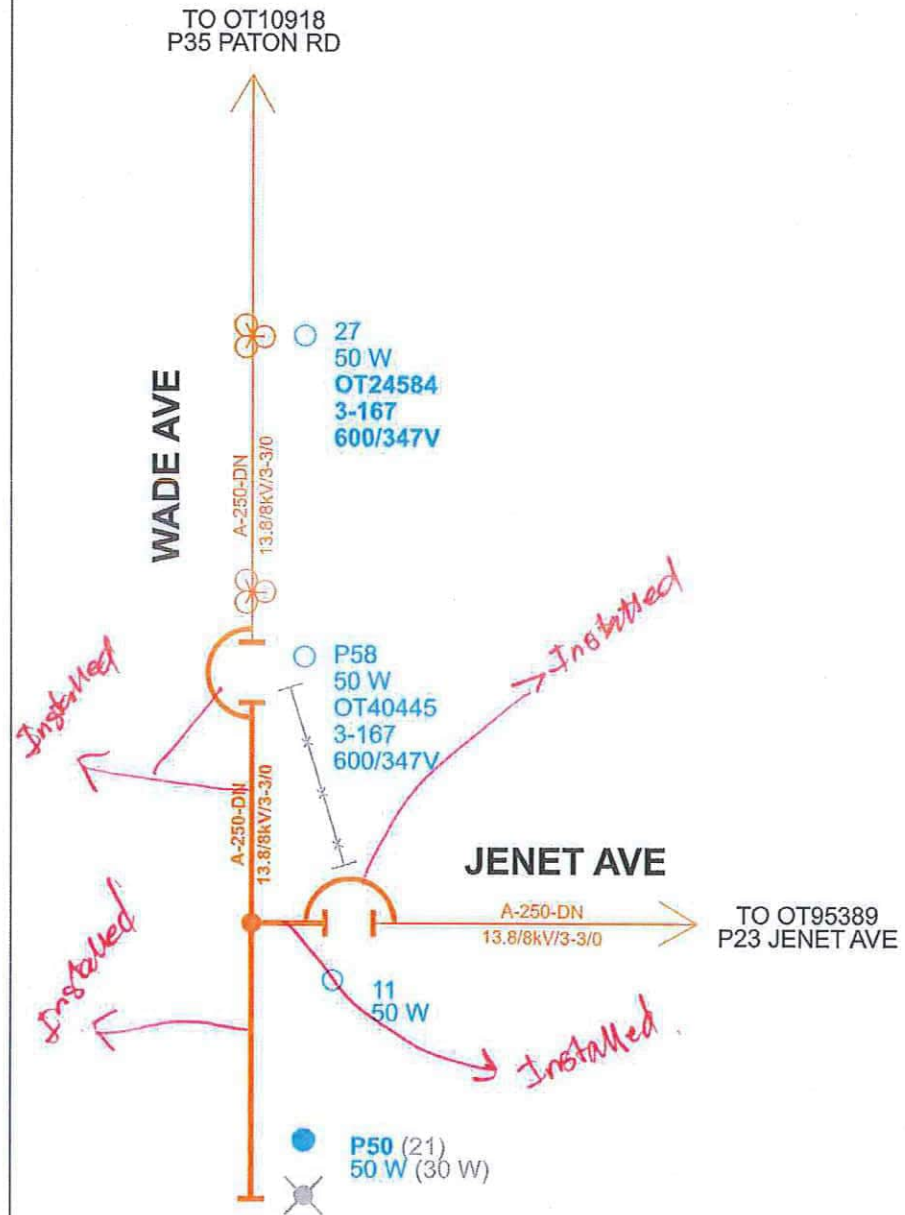 TO OT10918
P35 PATON RD
WADE AVE
27
50 W
OT24584
3-167
600/347V
A-250-DN
13.8/8kV/3-3/0
Installed
Installed
P58
50 W
OT40445
3-167
600/347V
A-250-DN
13.8/8kV/3-3/0
JENET AVE
A-250-DN
13.8/8kV/3-3/0
TO OT95389
P23 JENET AVE
Installed
11
50 W
Installed.
P50 (21)
50 W (30 W)